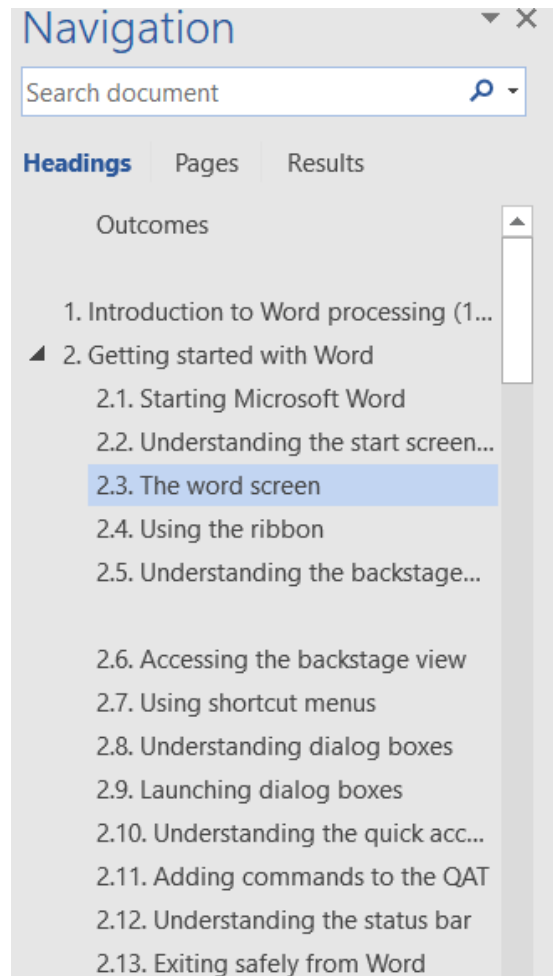 Navigation
Search document
Headings Pages Results
Outcomes
1. Introduction to Word processing (1...
2. Getting started with Word
2.1. Starting Microsoft Word
2.2. Understanding the start screen...
2.3. The word screen
2.4. Using the ribbon
2.5. Understanding the backstage...
2.6. Accessing the backstage view
2.7. Using shortcut menus
2.8. Understanding dialog boxes
2.9. Launching dialog boxes
2.10. Understanding the quick acc...
2.11. Adding commands to the QAT
2.12. Understanding the status bar
2.13. Exiting safely from Word